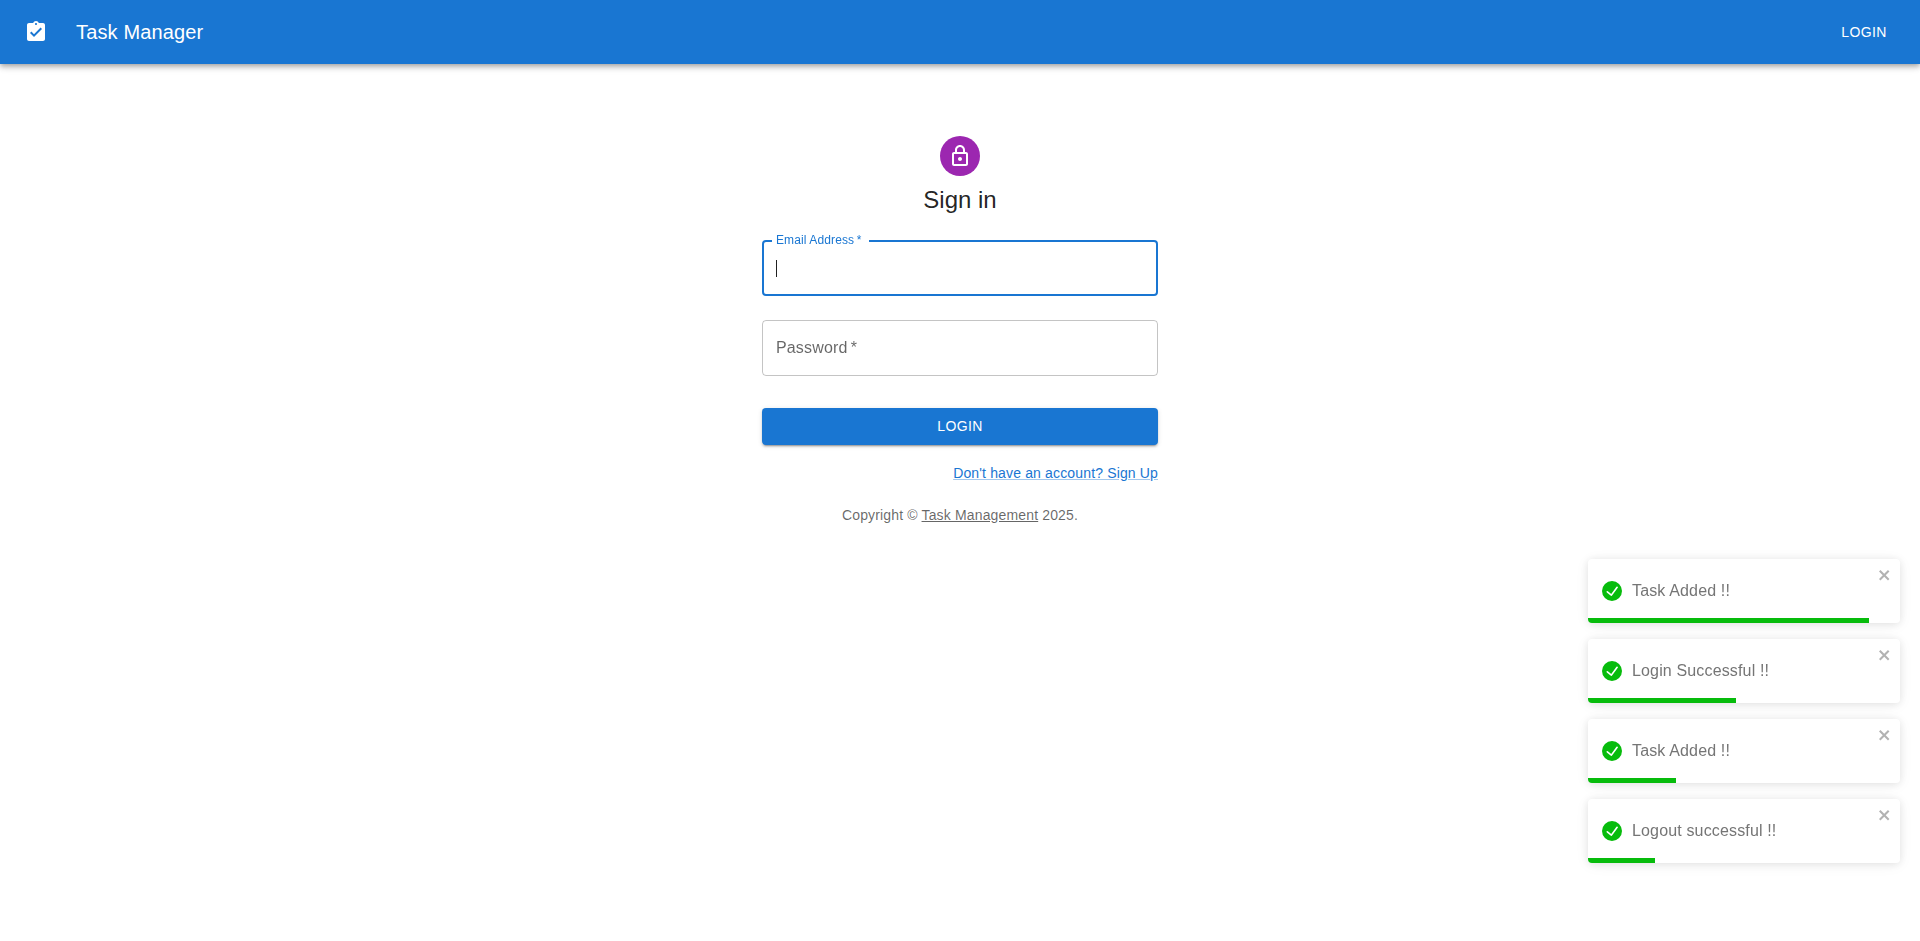 Task Manager
LOGIN
Sign in
Email Address *
Password *
LOGIN
Don't have an account? Sign Up
Copyright © Task Management 2025.
Task Added !!
Login Successful !!
Task Added !!
Logout successful !!